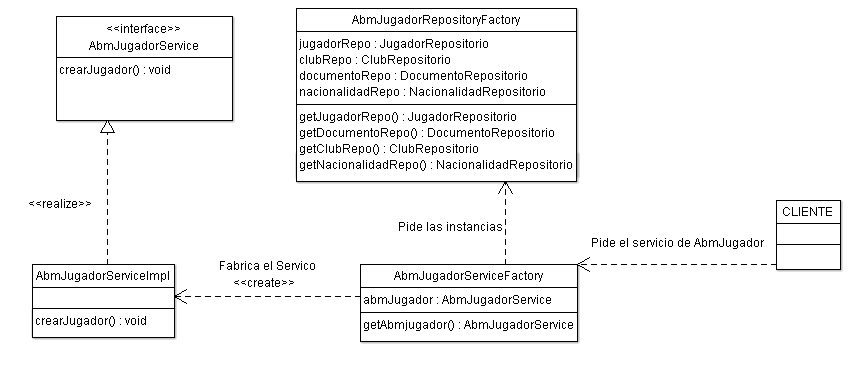 <<interface>>
AbmJugadorService
crearJugador() : void
AbmJugadorRepositoryFactory
jugadorRepo : JugadorRepositorio
clubRepo : ClubRepositorio
documentoRepo : DocumentoRepositorio
nacionalidadRepo : NacionalidadRepositorio
getJugadorRepo() : JugadorRepositorio
getDocumentoRepo() : DocumentoRepositorio
getClubRepo() : ClubRepositorio
getNacionalidadRepo() : NacionalidadRepositorio
<<realize>>
Pide las instancias
CLIENTE
Pide el servicio de AbmJugador
AbmJugadorServiceImpl
crearJugador() : void
Fabrica el Servico
<<create>>
AbmJugadorServiceFactory
abmJugador : AbmJugadorService
getAbmjugador() : AbmJugadorService